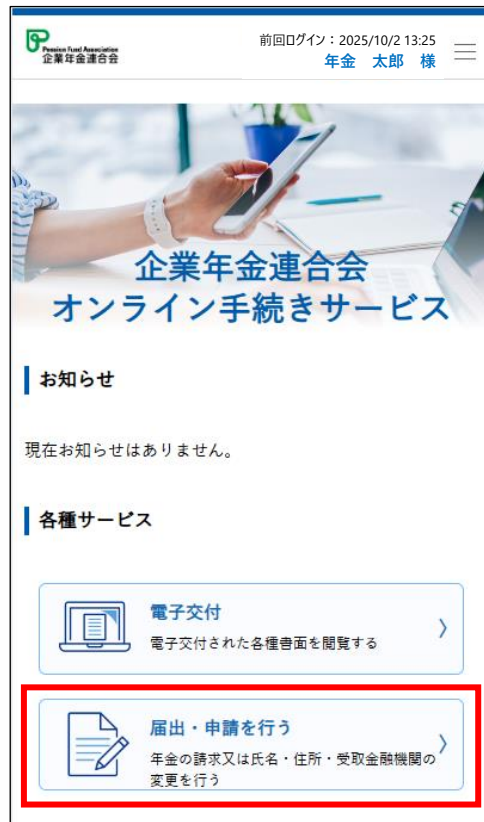 Pension Fund Association
企業年金連合会
前回ログイン：2025/10/2 13:25
年金　太郎　様
企業年金連合会
オンライン手続きサービス
お知らせ
現在お知らせはありません。
各種サービス
電子交付
電子交付された各種書面を閲覧する
届出・申請を行う
年金の請求又は氏名・住所・受取金融機関の
変更を行う